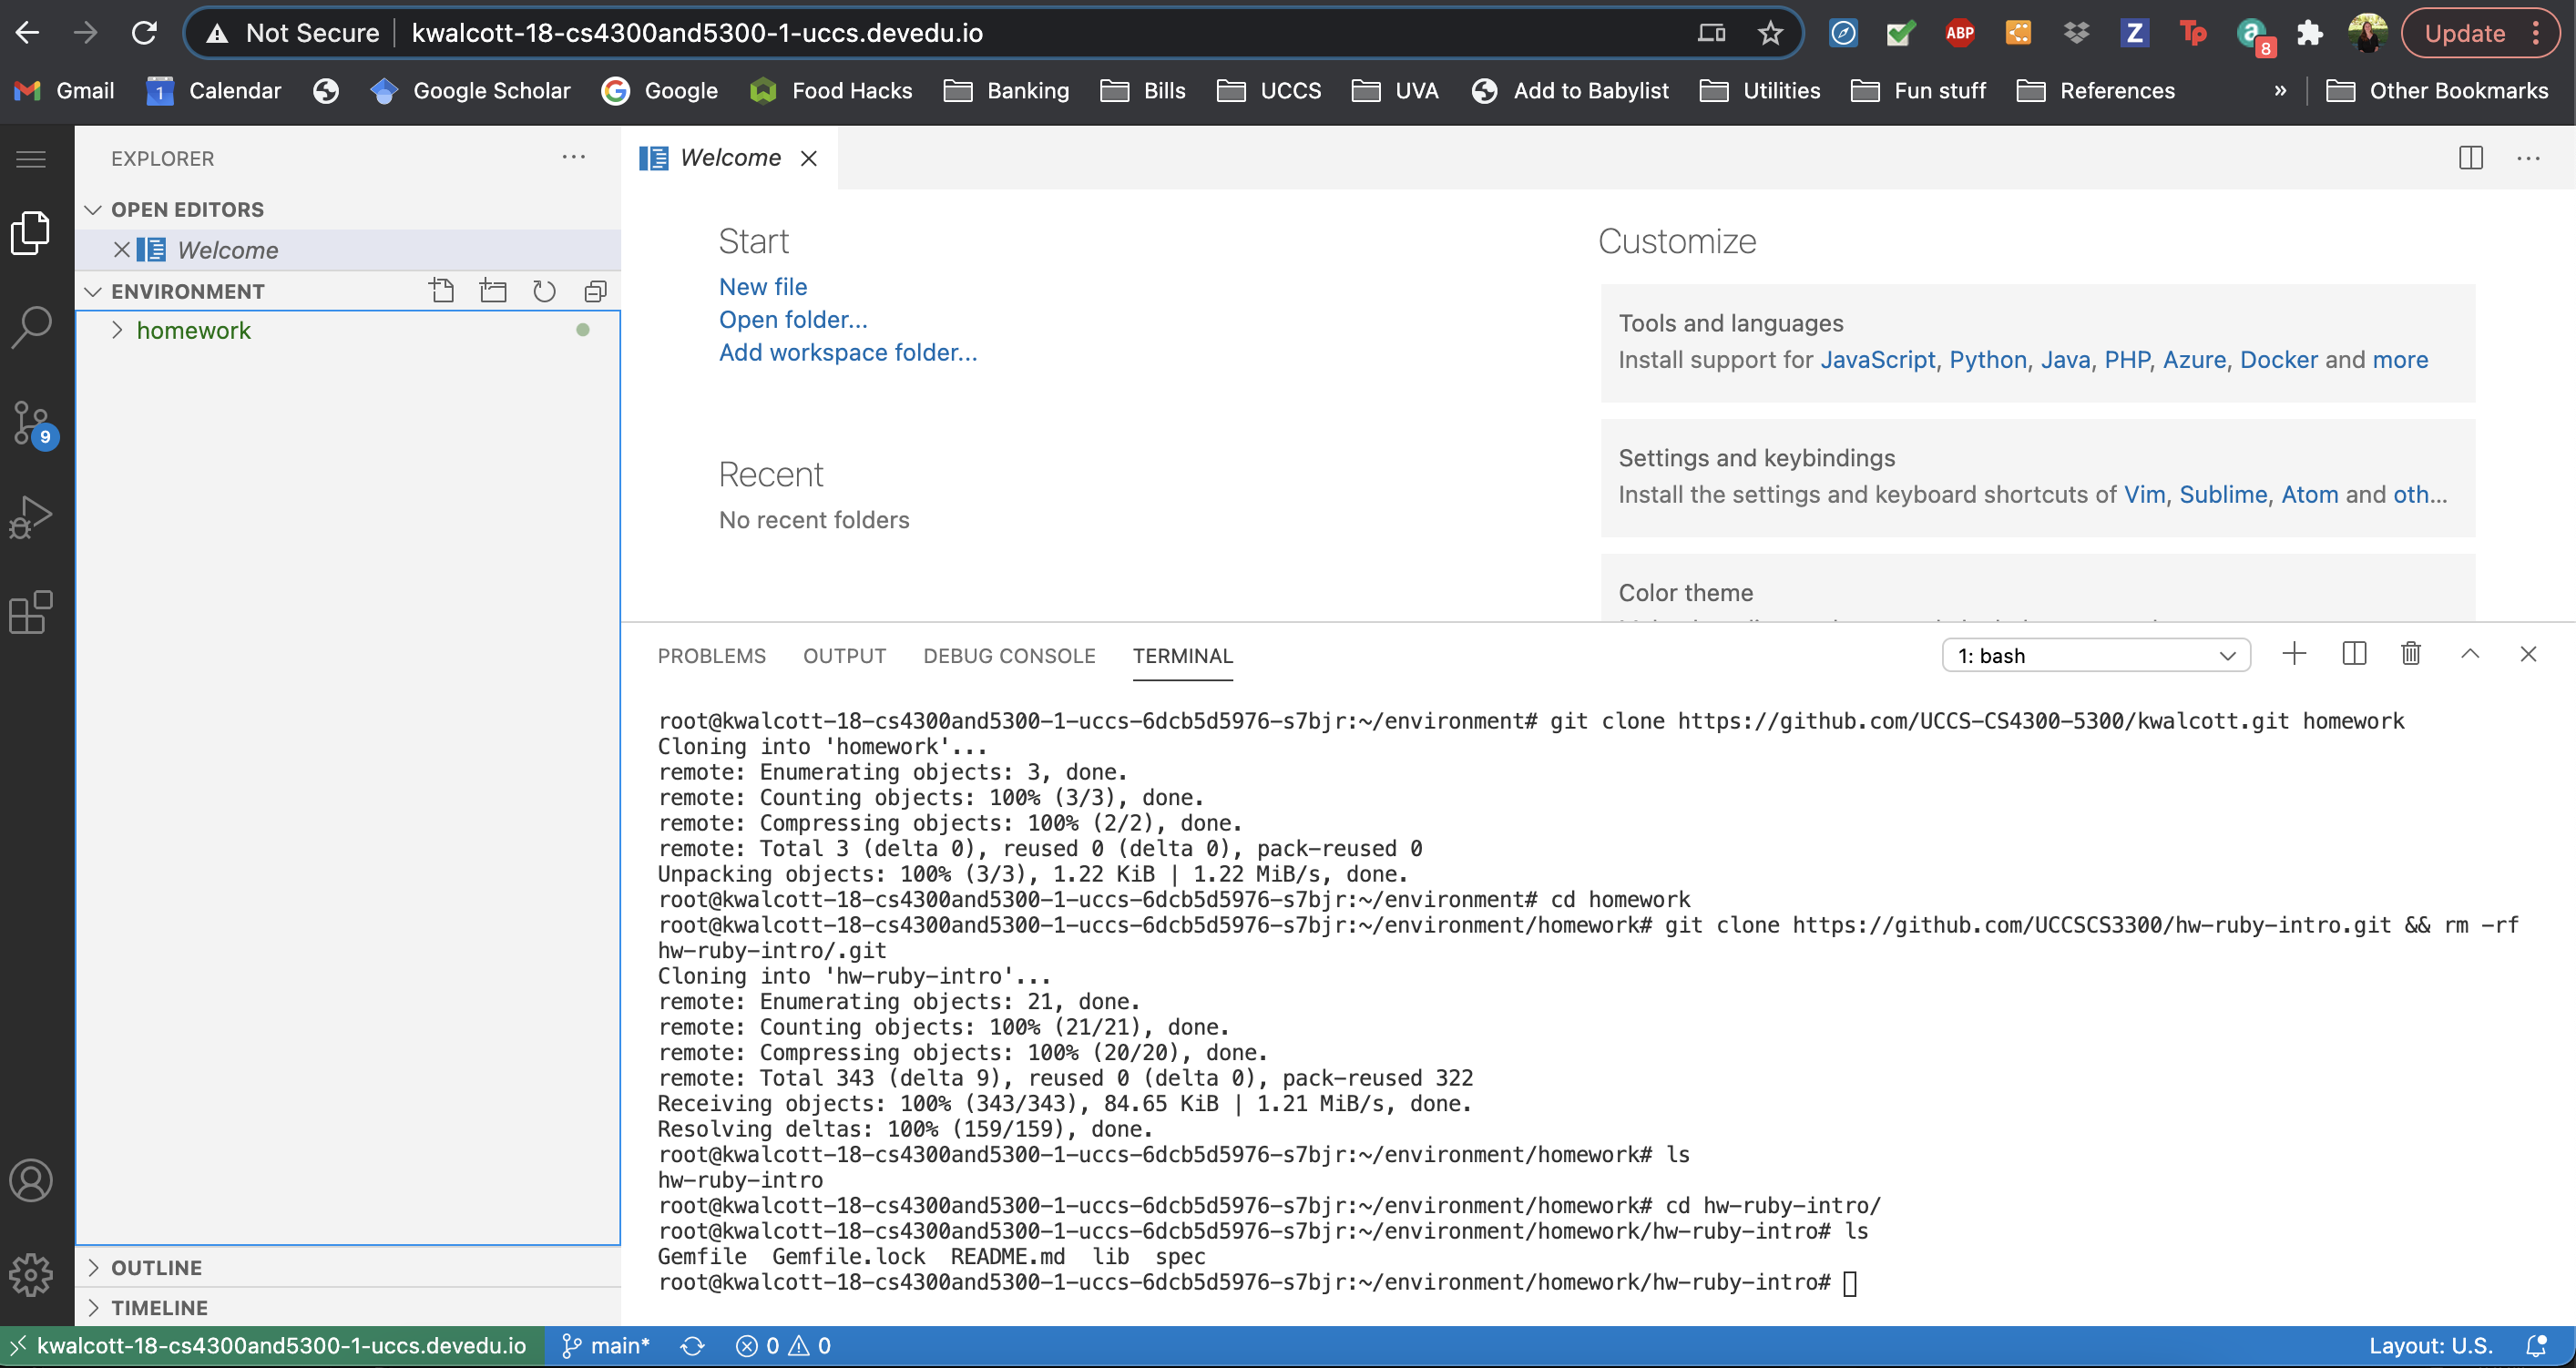 Not Secure kwalcott-18-cs4300and5300-1-uccs.devedu.io ABP Z Tp a 8 Update
Gmail 1 Calendar Google Scholar Google Food Hacks Banking Bills UCCS UVA Add to Babylist Utilities Fun stuff References » Other Bookmarks
EXPLORER ...
OPEN EDITORS
Welcome
ENVIRONMENT
homework
9
OUTLINE
TIMELINE
Welcome
Start
New file
Open folder...
Add workspace folder...
Recent
No recent folders
Customize
Tools and languages
Install support for JavaScript, Python, Java, PHP, Azure, Docker and more
Settings and keybindings
Install the settings and keyboard shortcuts of Vim, Sublime, Atom and oth...
Color theme
PROBLEMS OUTPUT DEBUG CONSOLE TERMINAL 1: bash
root@kwalcott-18-cs4300and5300-1-uccs-6dcb5d5976-s7bjr:~/environment# git clone https://github.com/UCCS-CS4300-5300/kwalcott.git homework
Cloning into 'homework'...
remote: Enumerating objects: 3, done.
remote: Counting objects: 100% (3/3), done.
remote: Compressing objects: 100% (2/2), done.
remote: Total 3 (delta 0), reused 0 (delta 0), pack-reused 0
Unpacking objects: 100% (3/3), 1.22 KiB | 1.22 MiB/s, done.
root@kwalcott-18-cs4300and5300-1-uccs-6dcb5d5976-s7bjr:~/environment# cd homework
root@kwalcott-18-cs4300and5300-1-uccs-6dcb5d5976-s7bjr:~/environment/homework# git clone https://github.com/UCCSCS3300/hw-ruby-intro.git && rm -rf
hw-ruby-intro/.git
Cloning into 'hw-ruby-intro'...
remote: Enumerating objects: 21, done.
remote: Counting objects: 100% (21/21), done.
remote: Compressing objects: 100% (20/20), done.
remote: Total 343 (delta 9), reused 0 (delta 0), pack-reused 322
Receiving objects: 100% (343/343), 84.65 KiB | 1.21 MiB/s, done.
Resolving deltas: 100% (159/159), done.
root@kwalcott-18-cs4300and5300-1-uccs-6dcb5d5976-s7bjr:~/environment/homework# ls
hw-ruby-intro
root@kwalcott-18-cs4300and5300-1-uccs-6dcb5d5976-s7bjr:~/environment/homework# cd hw-ruby-intro/
root@kwalcott-18-cs4300and5300-1-uccs-6dcb5d5976-s7bjr:~/environment/homework/hw-ruby-intro# ls
Gemfile Gemfile.lock README.md lib spec
root@kwalcott-18-cs4300and5300-1-uccs-6dcb5d5976-s7bjr:~/environment/homework/hw-ruby-intro#
kwalcott-18-cs4300and5300-1-uccs.devedu.io main* 0 0 Layout: U.S.